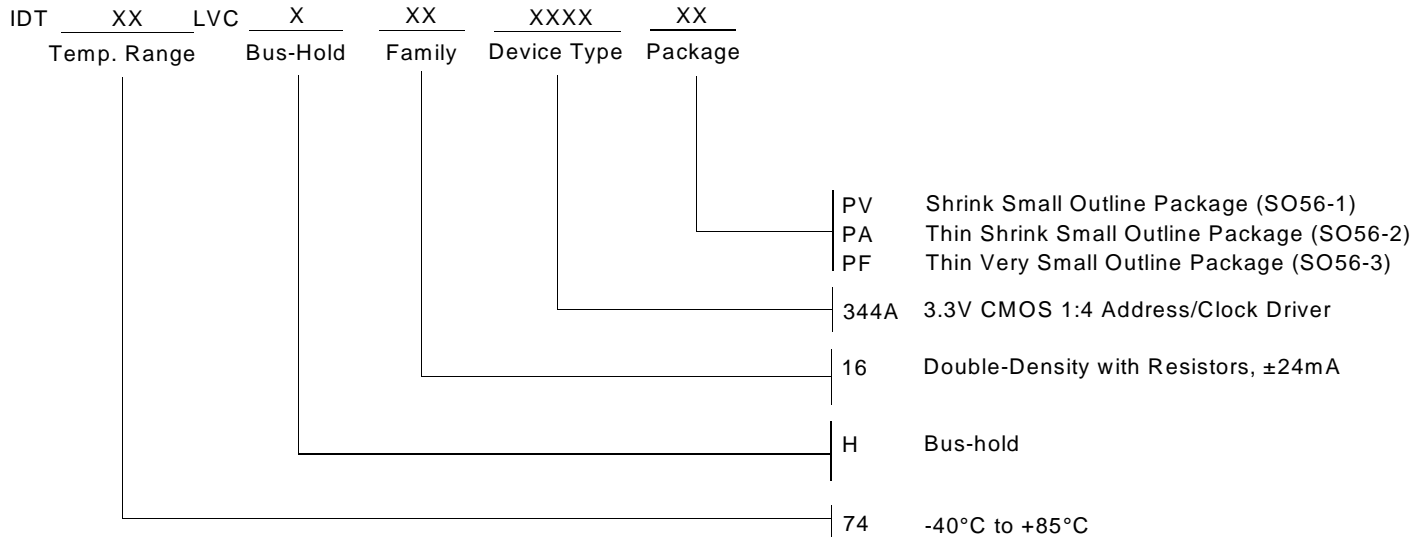 IDT XX LVC X XX XXXX XX
Temp. Range Bus-Hold Family Device Type Package
PV Shrink Small Outline Package (SO56-1)
PA Thin Shrink Small Outline Package (SO56-2)
PF Thin Very Small Outline Package (SO56-3)
344A 3.3V CMOS 1:4 Address/Clock Driver
16 Double-Density with Resistors, ±24mA
H Bus-hold
74 -40°C to +85°C